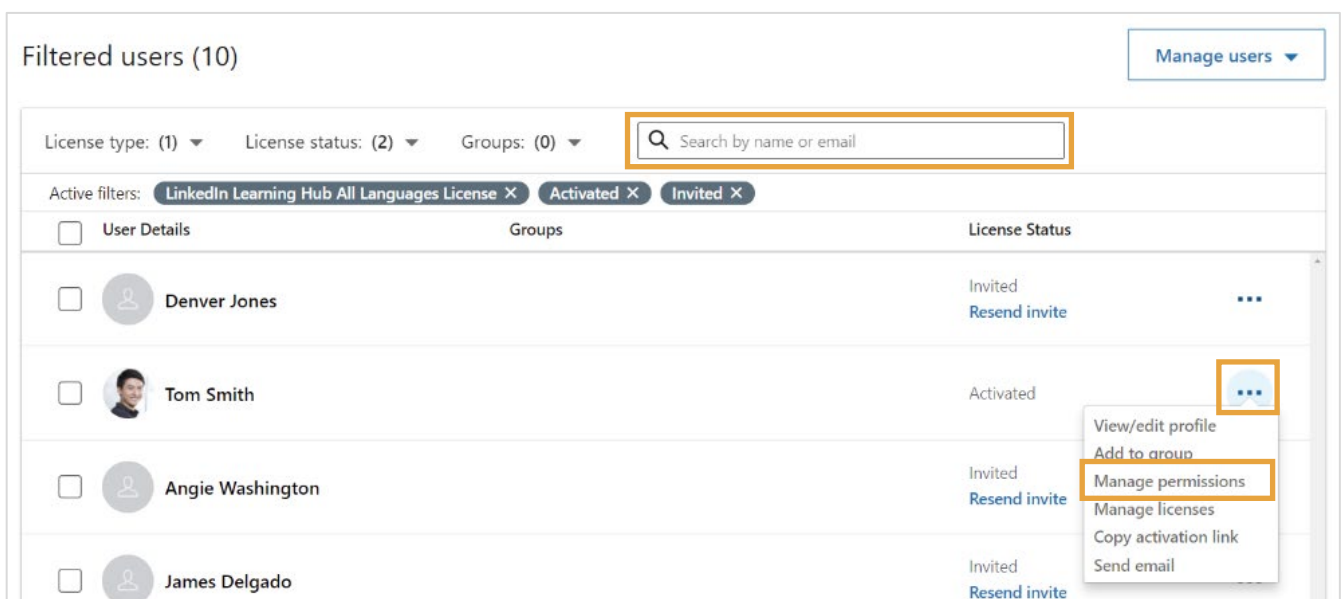 Filtered users (10)
Manage users
License type: (1) License status: (2) Groups: (0) Search by name or email
Active filters: LinkedIn Learning Hub All Languages License × Activated × Invited ×
User Details Groups License Status
Denver Jones
Invited
Resend invite
Tom Smith
Activated
View/edit profile
Add to group
Manage permissions
Manage licenses
Copy activation link
Send email
Angie Washington
Invited
Resend invite
James Delgado
Invited
Resend invite